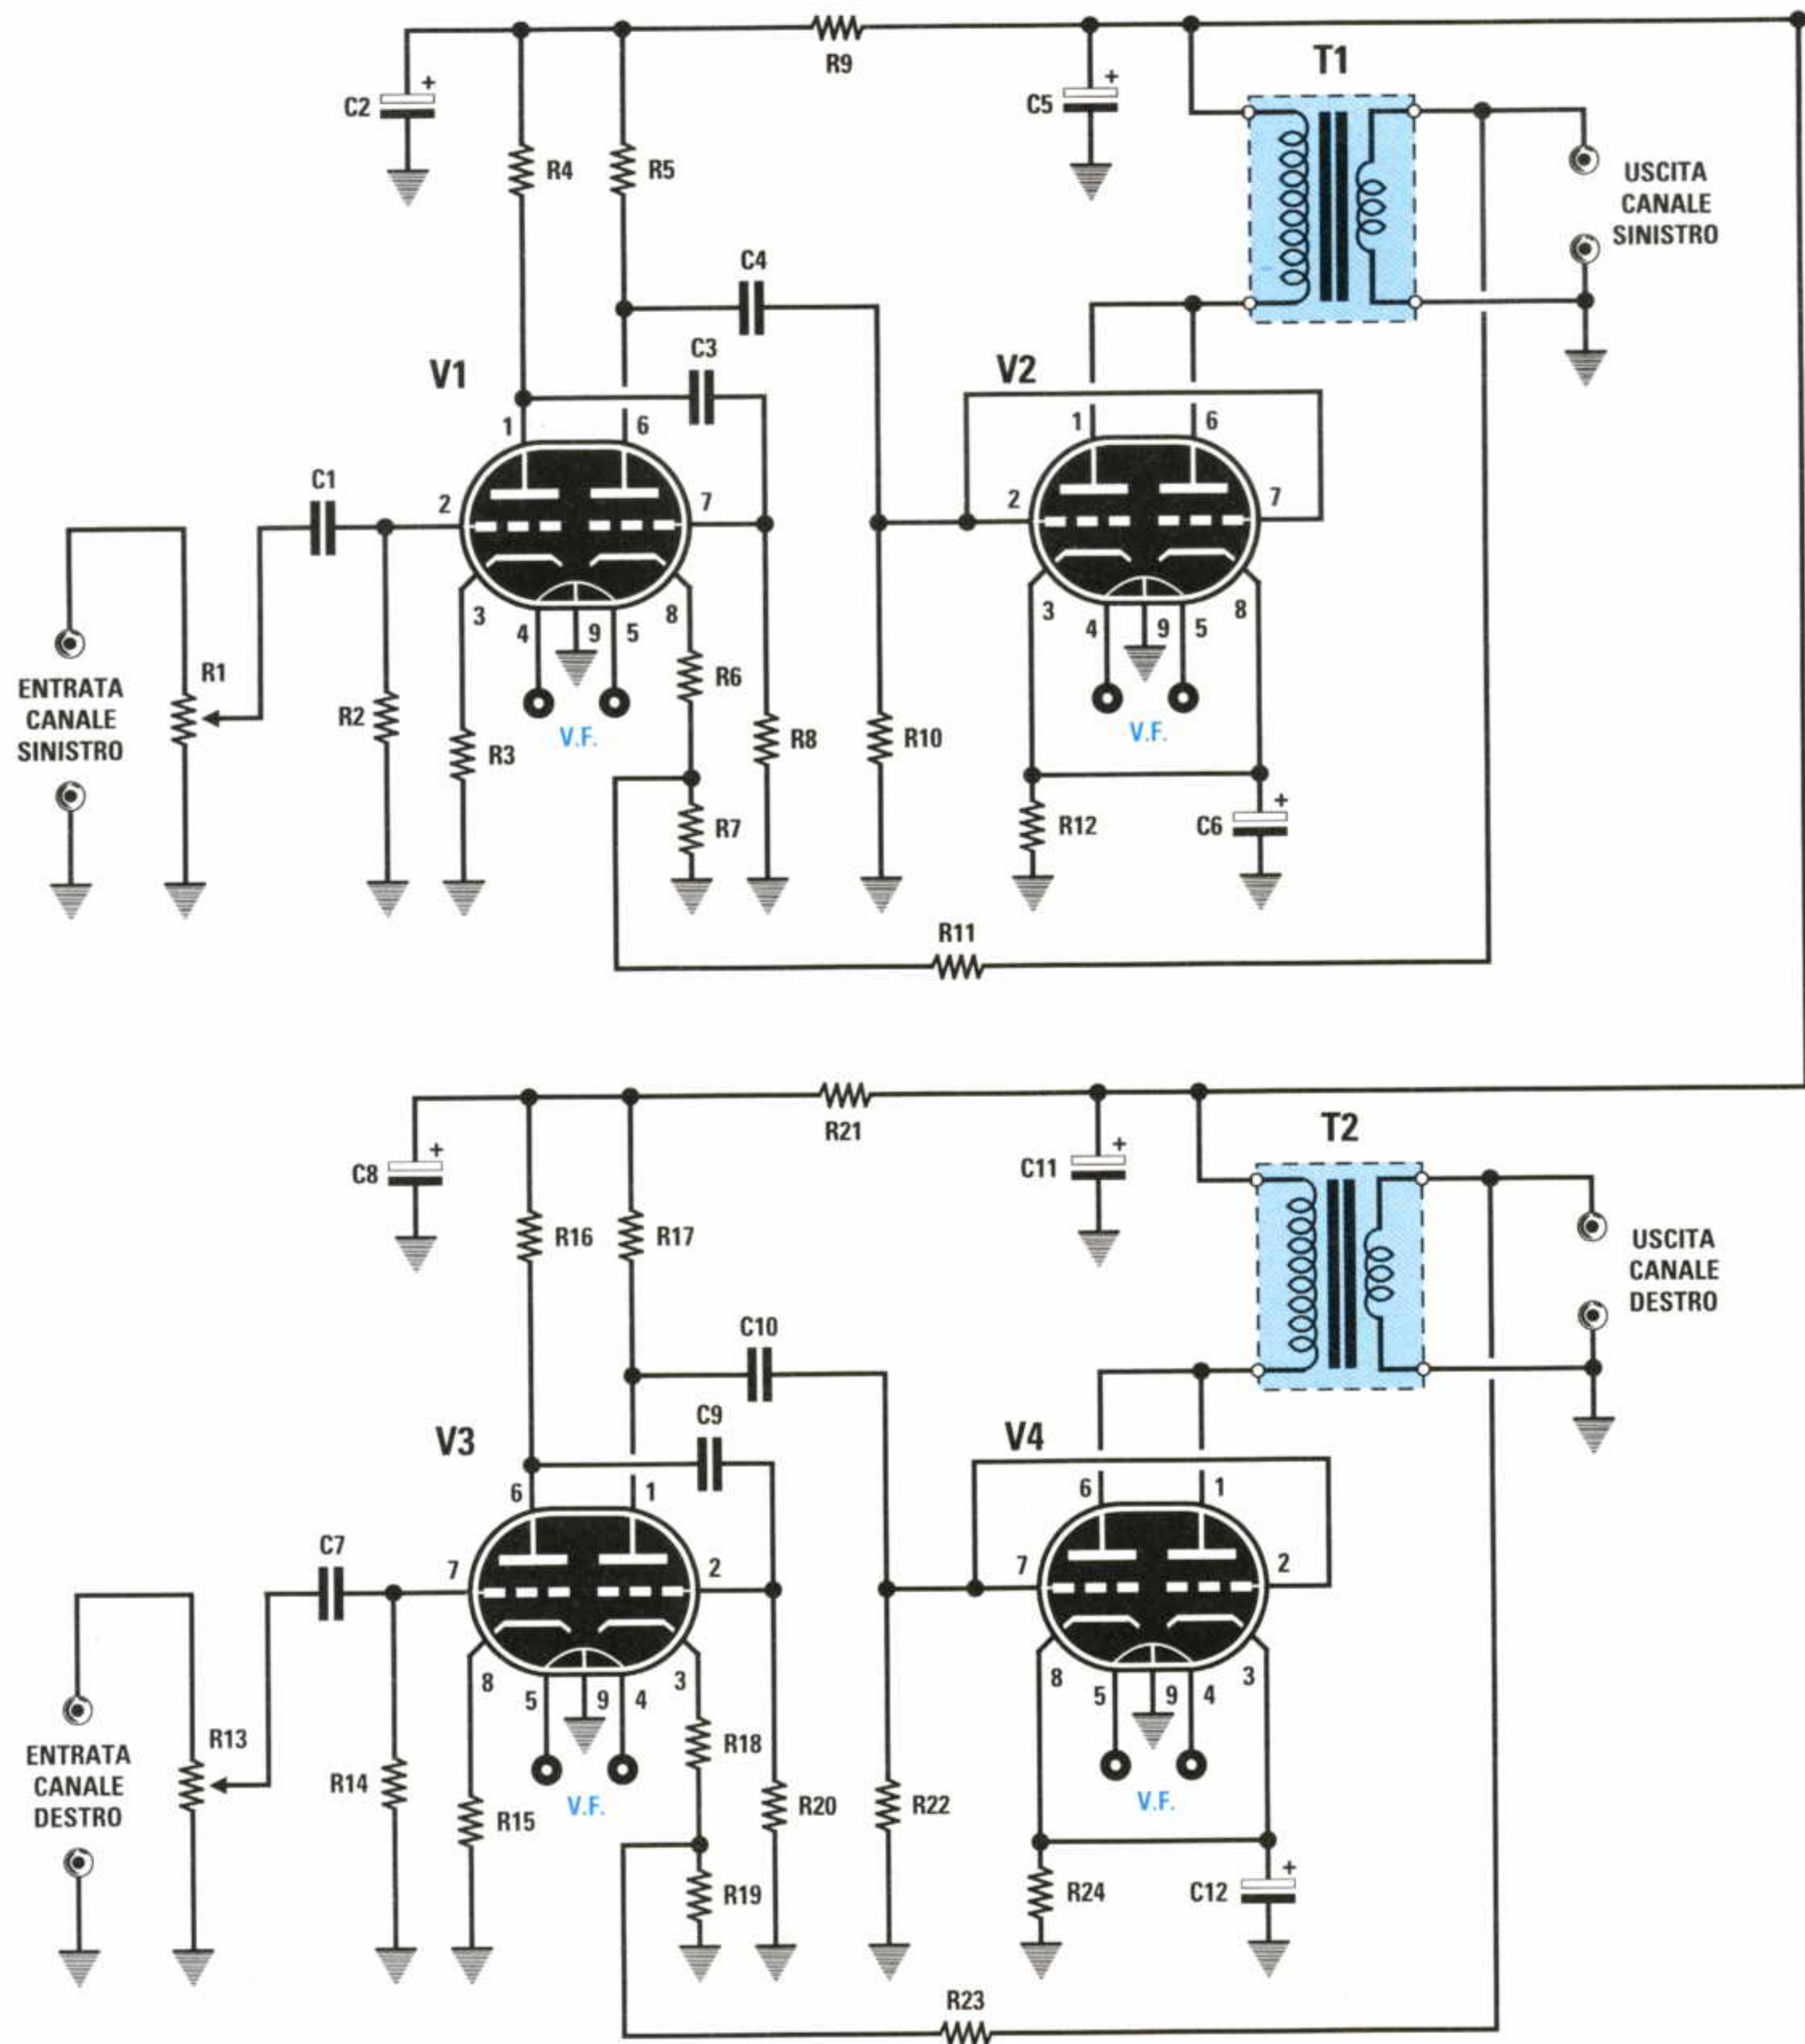 R9
T1
C2
+
C5
+
R4
R5
USCITA
CANALE
SINISTRO
C4
C3
V1
V2
1
6
1
6
C1
2
7
2
7
3
8
3
8
4
9
5
4
9
5
ENTRATA
CANALE
SINISTRO
R1
R2
R3
V.F.
R6
R8
R10
V.F.
R7
R12
C6
+
R11
R21
T2
C8
+
C11
+
R16
R17
USCITA
CANALE
DESTRO
C10
C9
V3
V4
6
1
6
1
C7
7
2
7
2
8
3
8
3
5
9
4
5
9
4
ENTRATA
CANALE
DESTRO
R13
R14
R15
V.F.
R18
R20
R22
V.F.
R19
R24
C12
+
R23